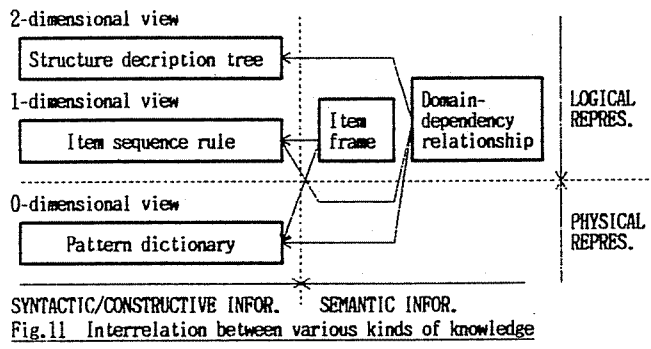 2-dimensional view
Structure decription tree
1-dimensional view
Item sequence rule
Item
frame
Domain-
dependency
relationship
LOGICAL
REPRES.
0-dimensional view
Pattern dictionary
PHYSICAL
REPRES.
SYNTACTIC/CONSTRUCTIVE INFOR.
SEMANTIC INFOR.
Fig.11 Interrelation between various kinds of knowledge